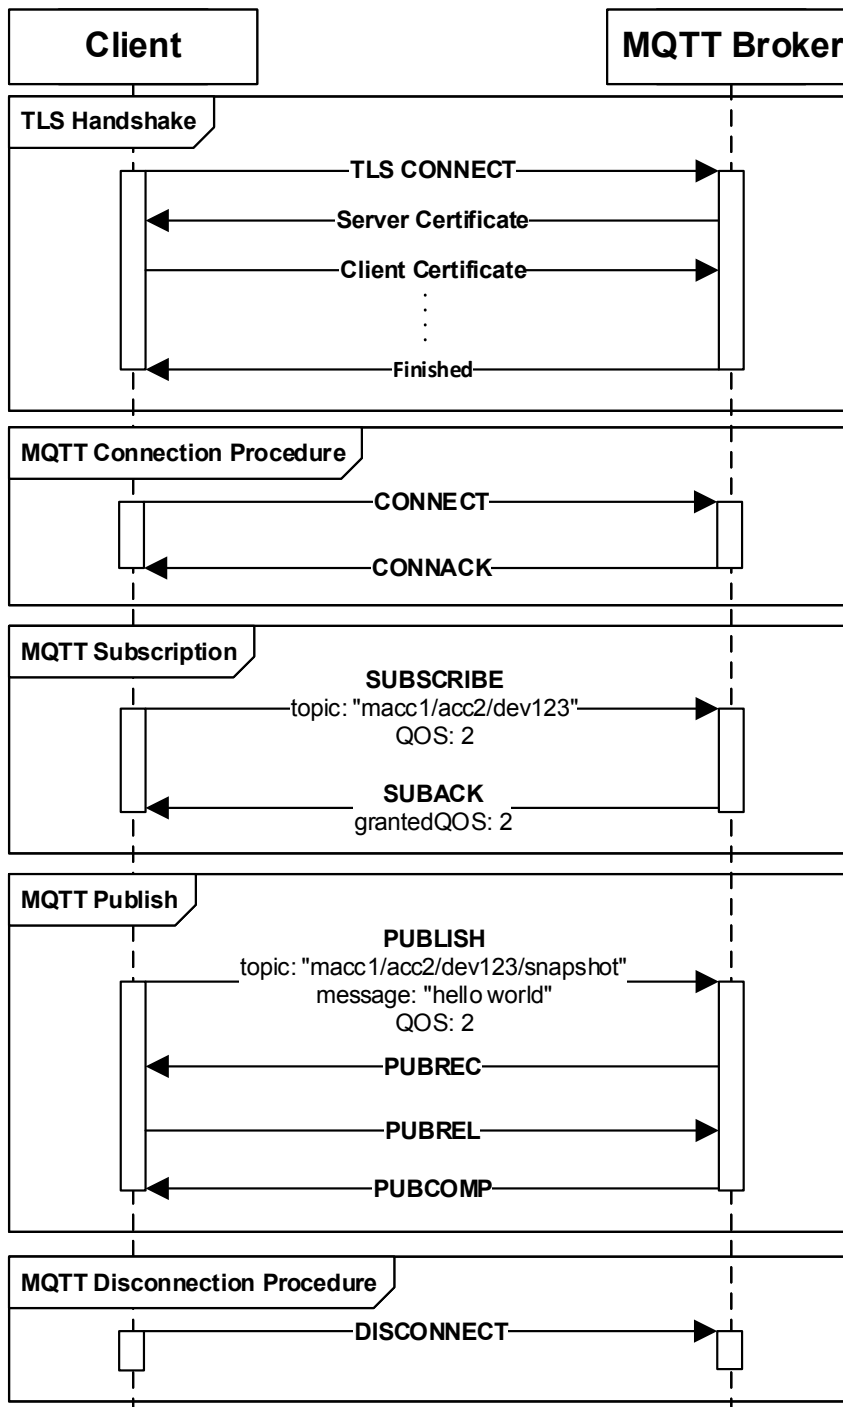 Client
MQTT Broker
TLS Handshake
TLS CONNECT
Server Certificate
Client Certificate
Finished
MQTT Connection Procedure
CONNECT
CONNACK
MQTT Subscription
SUBSCRIBE
topic: "macc1/acc2/dev123"
QOS: 2
SUBACK
grantedQOS: 2
MQTT Publish
PUBLISH
topic: "macc1/acc2/dev123/snapshot"
message: "hello world"
QOS: 2
PUBREC
PUBREL
PUBCOMP
MQTT Disconnection Procedure
DISCONNECT